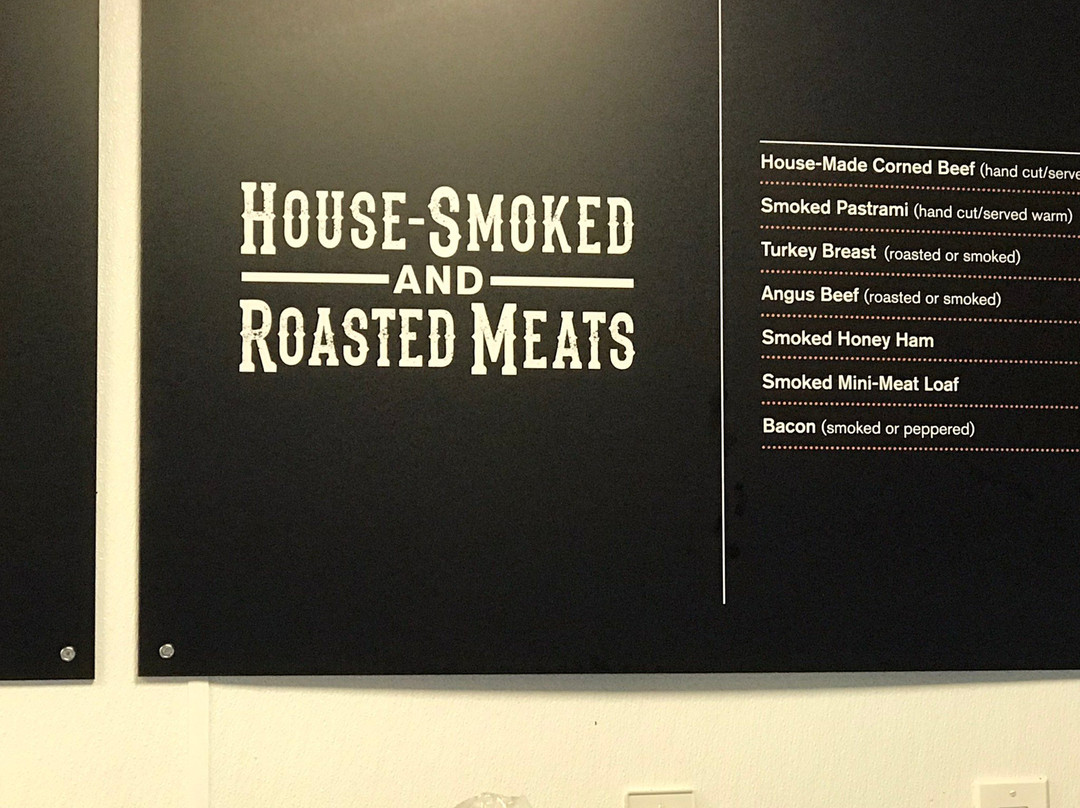 House-Smoked
AND
Roasted Meats
House-Made Corned Beef (hand cut/serve
Smoked Pastrami (hand cut/served warm)
Turkey Breast (roasted or smoked)
Angus Beef (roasted or smoked)
Smoked Honey Ham
Smoked Mini-Meat Loaf
Bacon (smoked or peppered)